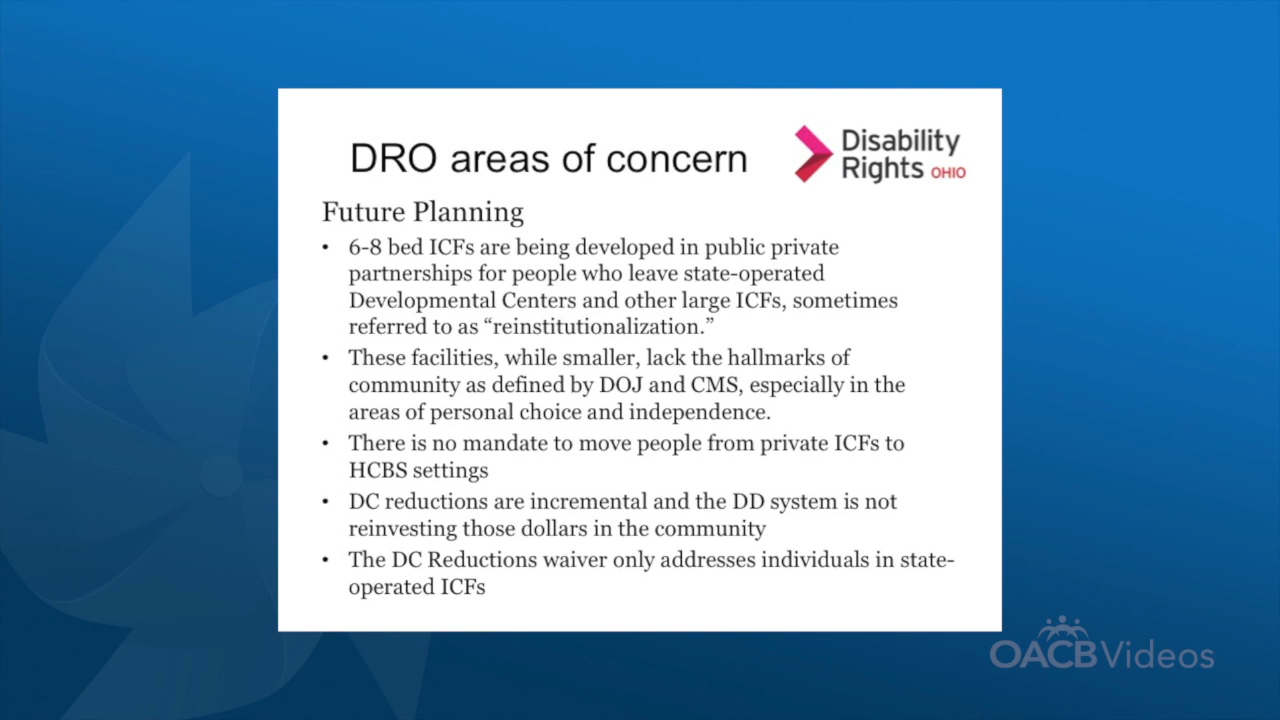 DRO areas of concern
Disability
Rights OHIO
Future Planning
• 6-8 bed ICFs are being developed in public private
partnerships for people who leave state-operated
Developmental Centers and other large ICFs, sometimes
referred to as “reinstitutionalization.”
• These facilities, while smaller, lack the hallmarks of
community as defined by DOJ and CMS, especially in the
areas of personal choice and independence.
• There is no mandate to move people from private ICFs to
HCBS settings
• DC reductions are incremental and the DD system is not
reinvesting those dollars in the community
• The DC Reductions waiver only addresses individuals in state-
operated ICFs
OACBVideos